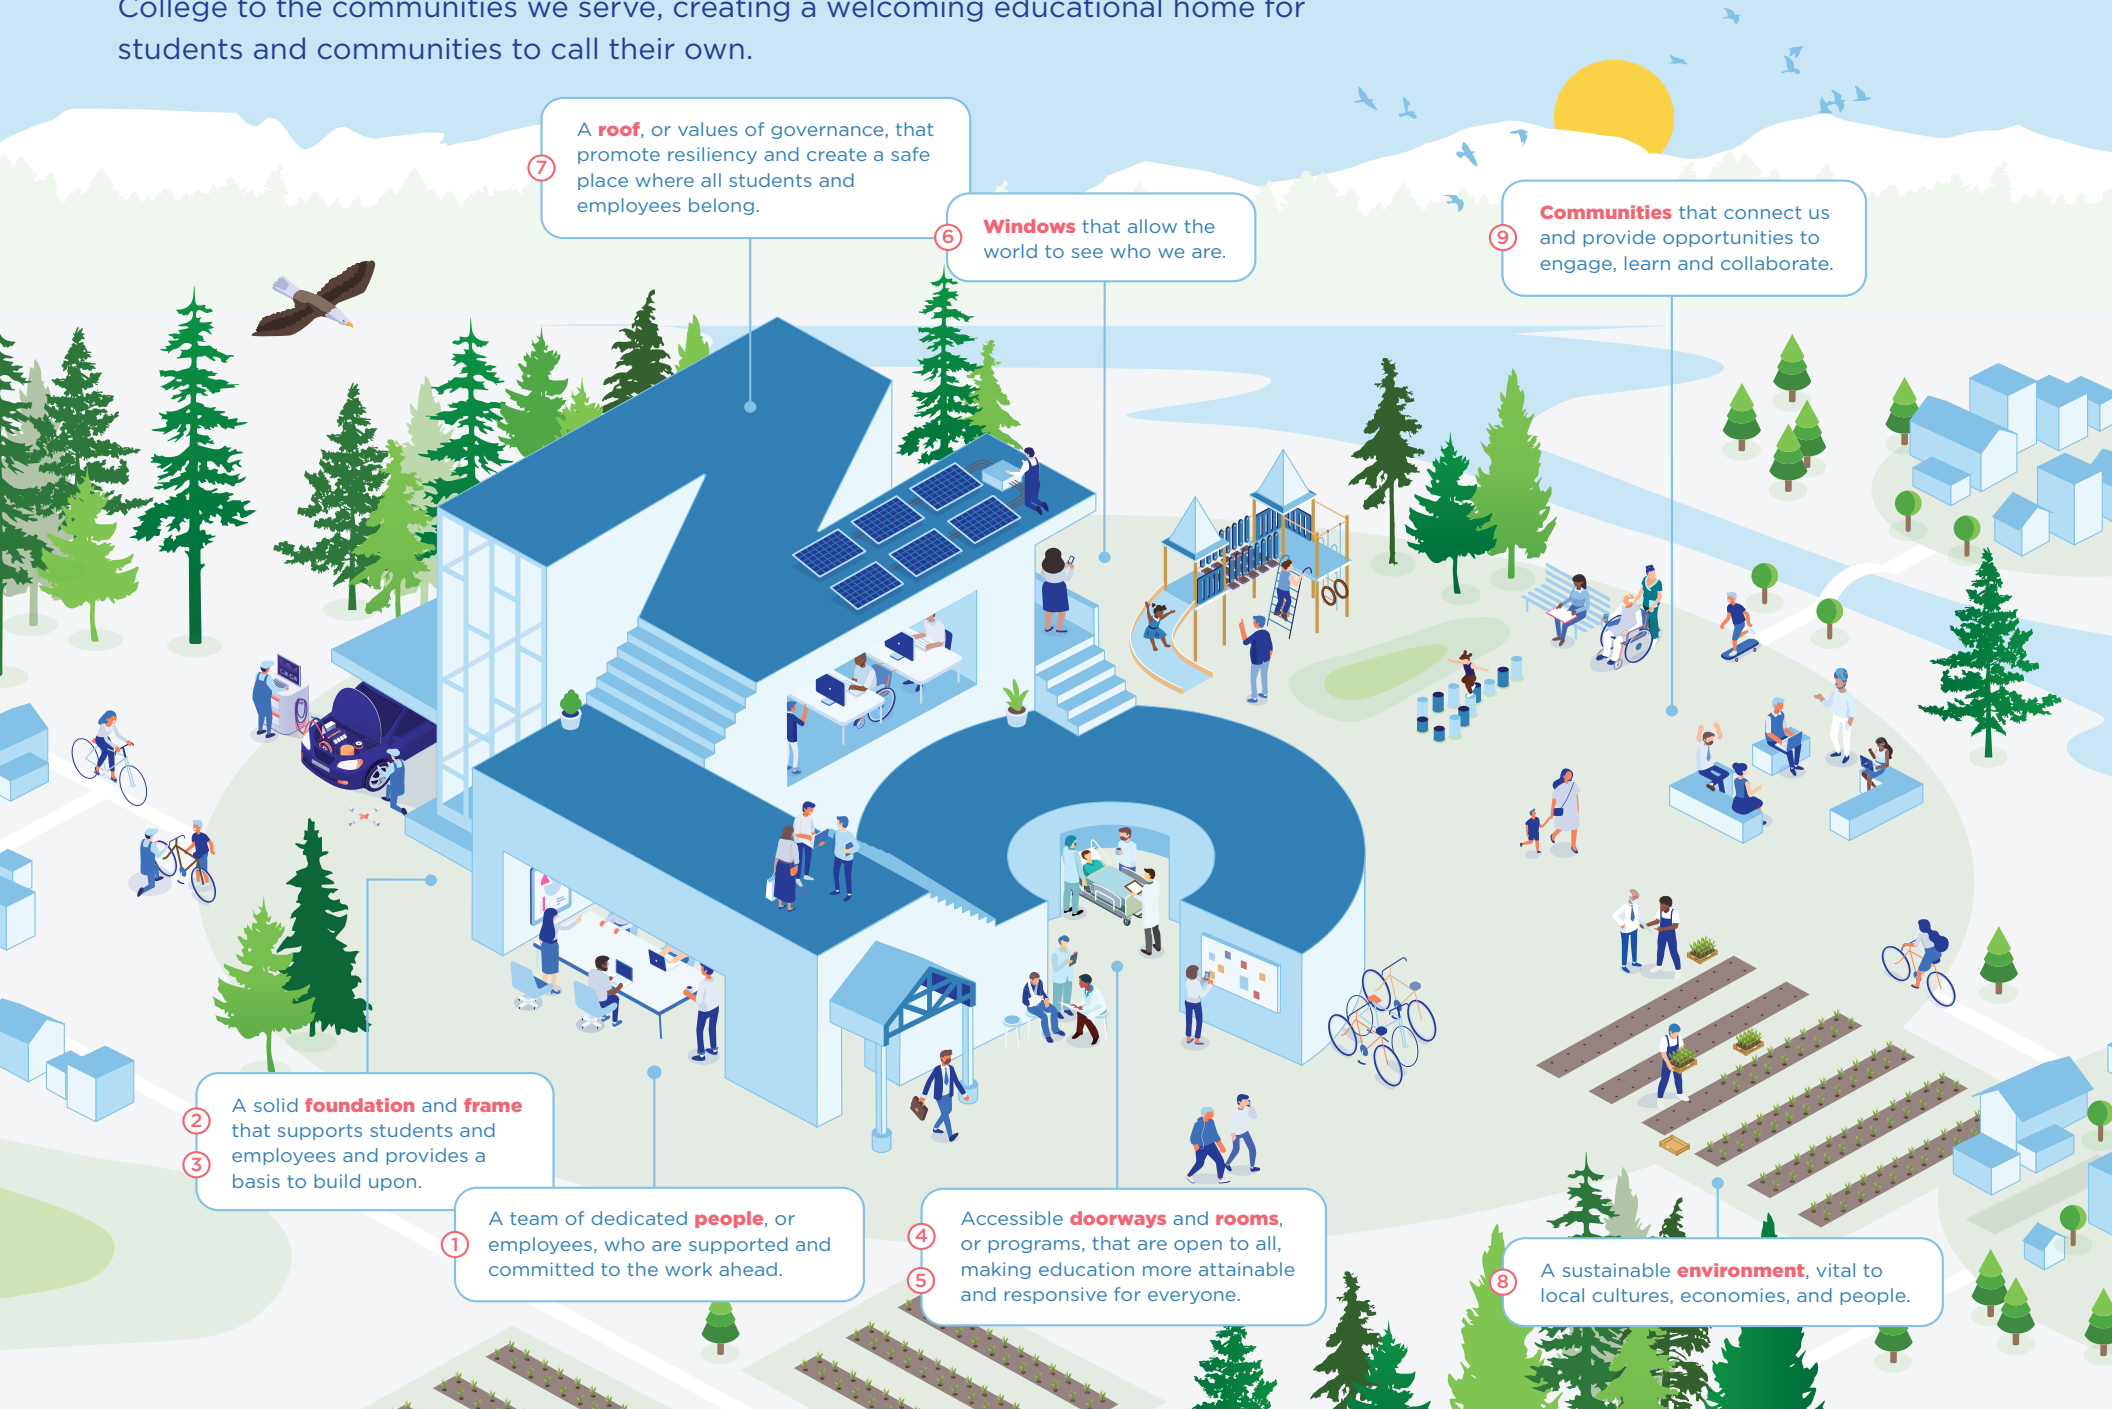 College to the communities we serve, creating a welcoming educational home for
students and communities to call their own.
7
A roof, or values of governance, that
promote resiliency and create a safe
place where all students and
employees belong.
6
Windows that allow the
world to see who we are.
9
Communities that connect us
and provide opportunities to
engage, learn and collaborate.
2
3
A solid foundation and frame
that supports students and
employees and provides a
basis to build upon.
1
A team of dedicated people, or
employees, who are supported and
committed to the work ahead.
4
5
Accessible doorways and rooms,
or programs, that are open to all,
making education more attainable
and responsive for everyone.
8
A sustainable environment, vital to
local cultures, economies, and people.